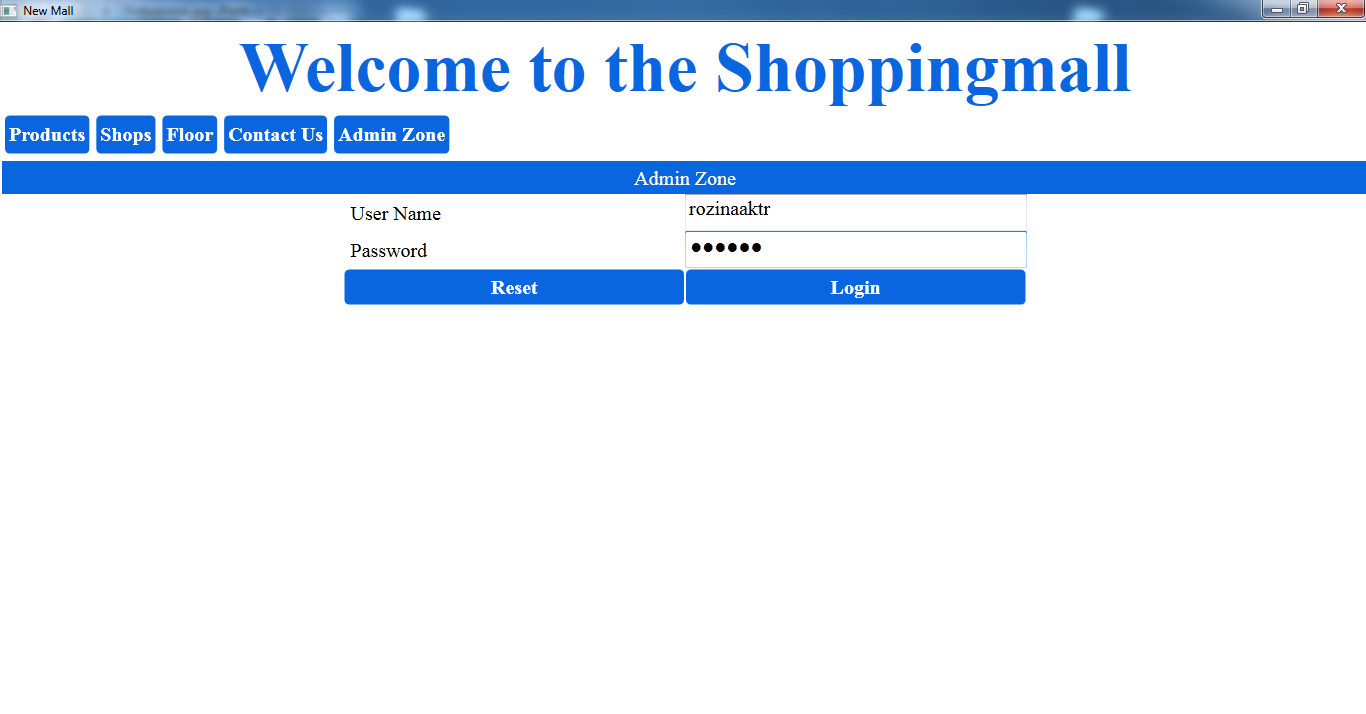 New Mall
Welcome to the Shoppingmall
Products Shops Floor Contact Us Admin Zone
Admin Zone
User Name rozinaaktr
Password ●●●●●●
Reset Login